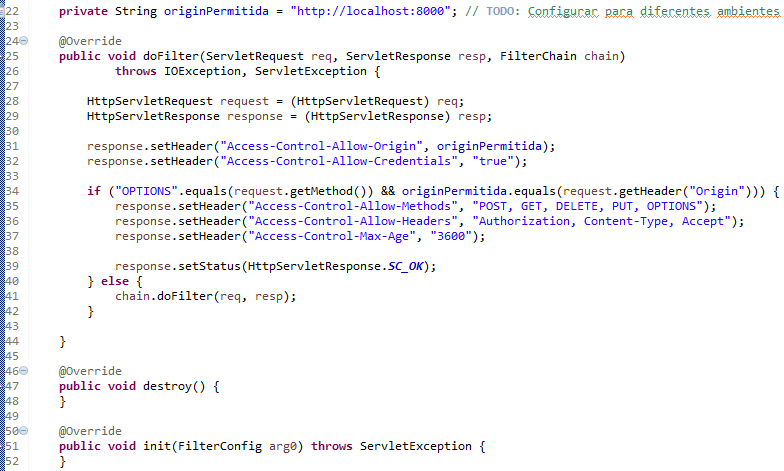 22 private String originPermitida = "http://localhost:8000"; // TODO: Configurar para diferentes ambientes
23
24 @Override
25 public void doFilter(ServletRequest req, ServletResponse resp, FilterChain chain)
26 throws IOException, ServletException {
27
28 HttpServletRequest request = (HttpServletRequest) req;
29 HttpServletResponse response = (HttpServletResponse) resp;
30
31 response.setHeader("Access-Control-Allow-Origin", originPermitida);
32 response.setHeader("Access-Control-Allow-Credentials", "true");
33
34 if ("OPTIONS".equals(request.getMethod()) && originPermitida.equals(request.getHeader("Origin"))) {
35 response.setHeader("Access-Control-Allow-Methods", "POST, GET, DELETE, PUT, OPTIONS");
36 response.setHeader("Access-Control-Allow-Headers", "Authorization, Content-Type, Accept");
37 response.setHeader("Access-Control-Max-Age", "3600");
38
39 response.setStatus(HttpServletResponse.SC_OK);
40 } else {
41 chain.doFilter(req, resp);
42 }
43
44 }
45
46 @Override
47 public void destroy() {
48 }
49
50 @Override
51 public void init(FilterConfig arg0) throws ServletException {
52 }